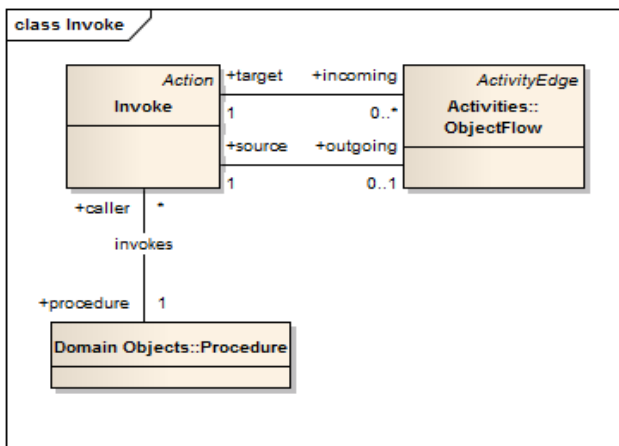 class Invoke
Action
Invoke
+target +incoming
1 0..*
+source +outgoing
1 0..1
ActivityEdge
Activities::
ObjectFlow
+caller *
invokes
+procedure 1
Domain Objects::Procedure